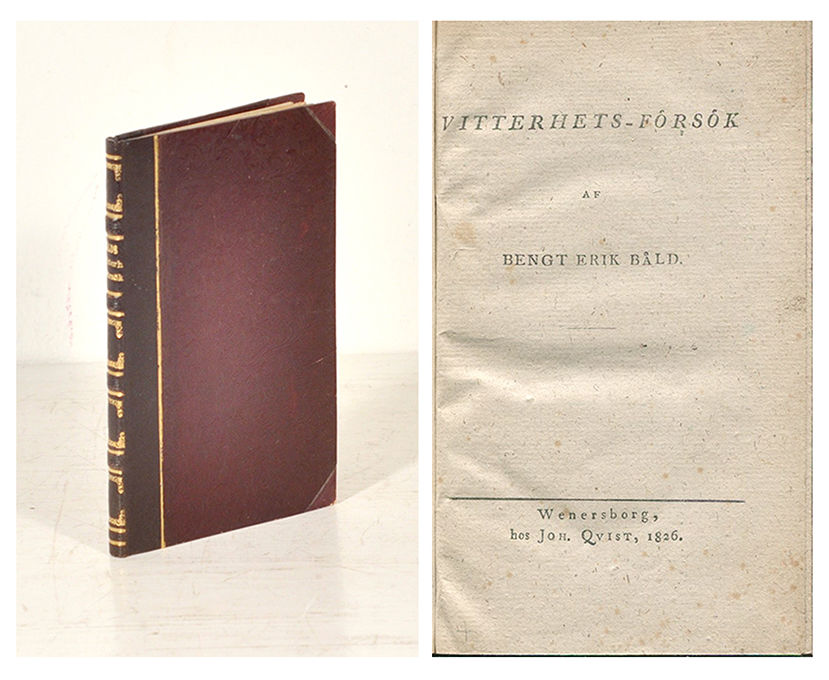 VITTERHETS-FÖRSÖK
AF
BENGT ERIK BÅLD.
Wenersborg,
hos JOH. QVIST, 1826.